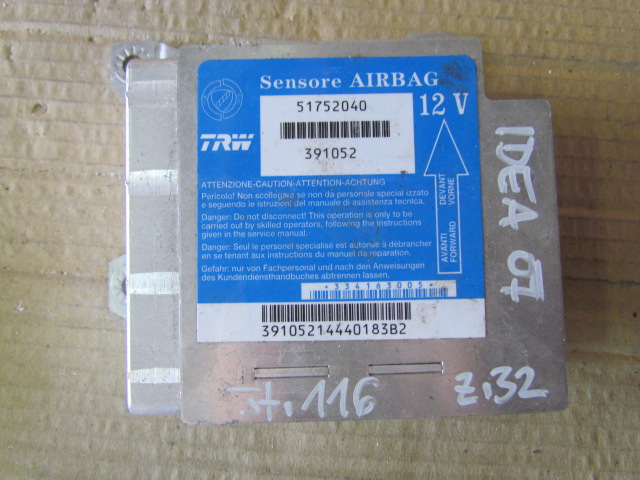 Sensore AIRBAG
51752040
12 V
TRW
391052
ATTENZIONE-CAUTION-ATTENTION-ACHTUNG
Pericolo! Non scollegare se non da personale special izzato
e seguendo le istruzioni del manuale di assistenza tecnica.
Danger: Do not disconnect! This operation is only to be
carried out by skilled operators, following the instructions
given in the service manual.
Danger: Seul le personel specialisé est autorisé à débrancher
en se tenant aux instructions du manuel de réparation.
Gefahr: nur von Fachpersonal und nach den Anweisungen
des Kundendiensthandbuches abtrennen lassen.
AVANTI DEVANT
FORWARD VORNE
*334163005*
39105214440183B2
IDEA 07
116
z.32